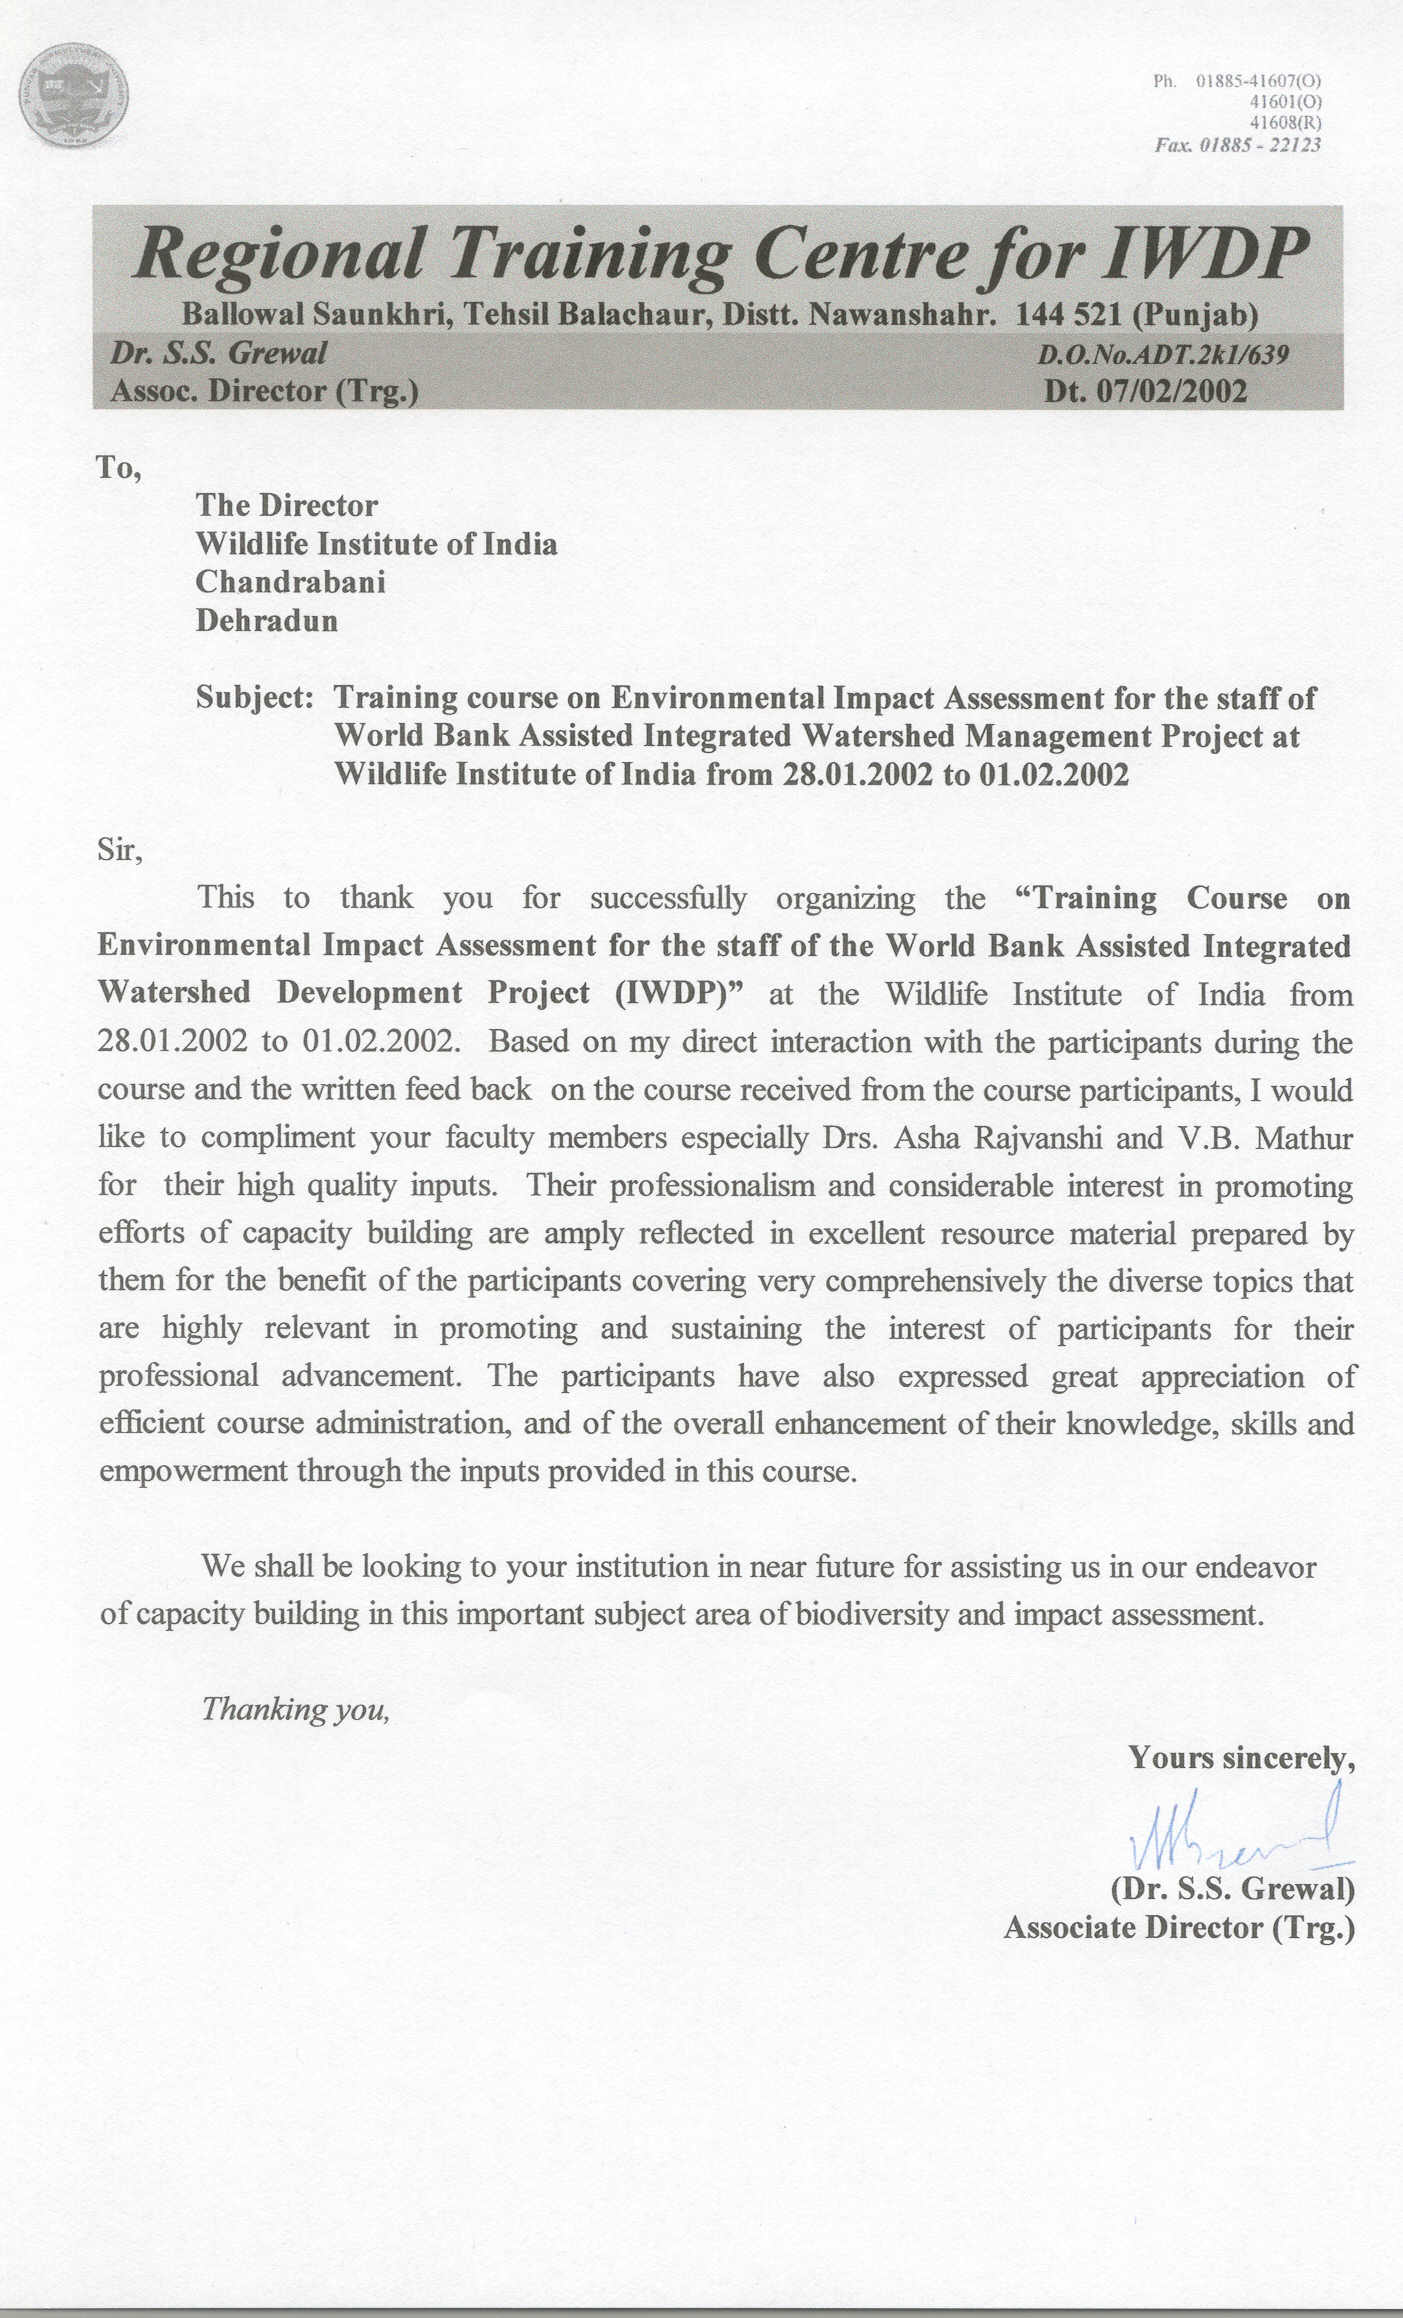 PUNJAB AGRICULTURAL UNIVERSITY
1962
Ph. 01885-41607(O)
41601(O)
41608(R)
Fax. 01885 - 22123
Regional Training Centre for IWDP
Ballowal Saunkhri, Tehsil Balachaur, Distt. Nawanshahr. 144 521 (Punjab)
Dr. S.S. Grewal D.O.No.ADT.2k1/639
Assoc. Director (Trg.) Dt. 07/02/2002
To,
The Director
Wildlife Institute of India
Chandrabani
Dehradun
Subject: Training course on Environmental Impact Assessment for the staff of
World Bank Assisted Integrated Watershed Management Project at
Wildlife Institute of India from 28.01.2002 to 01.02.2002
Sir,
This to thank you for successfully organizing the “Training Course on
Environmental Impact Assessment for the staff of the World Bank Assisted Integrated
Watershed Development Project (IWDP)” at the Wildlife Institute of India from
28.01.2002 to 01.02.2002. Based on my direct interaction with the participants during the
course and the written feed back on the course received from the course participants, I would
like to compliment your faculty members especially Drs. Asha Rajvanshi and V.B. Mathur
for their high quality inputs. Their professionalism and considerable interest in promoting
efforts of capacity building are amply reflected in excellent resource material prepared by
them for the benefit of the participants covering very comprehensively the diverse topics that
are highly relevant in promoting and sustaining the interest of participants for their
professional advancement. The participants have also expressed great appreciation of
efficient course administration, and of the overall enhancement of their knowledge, skills and
empowerment through the inputs provided in this course.
We shall be looking to your institution in near future for assisting us in our endeavor
of capacity building in this important subject area of biodiversity and impact assessment.
Thanking you,
Yours sincerely,
(Dr. S.S. Grewal)
Associate Director (Trg.)